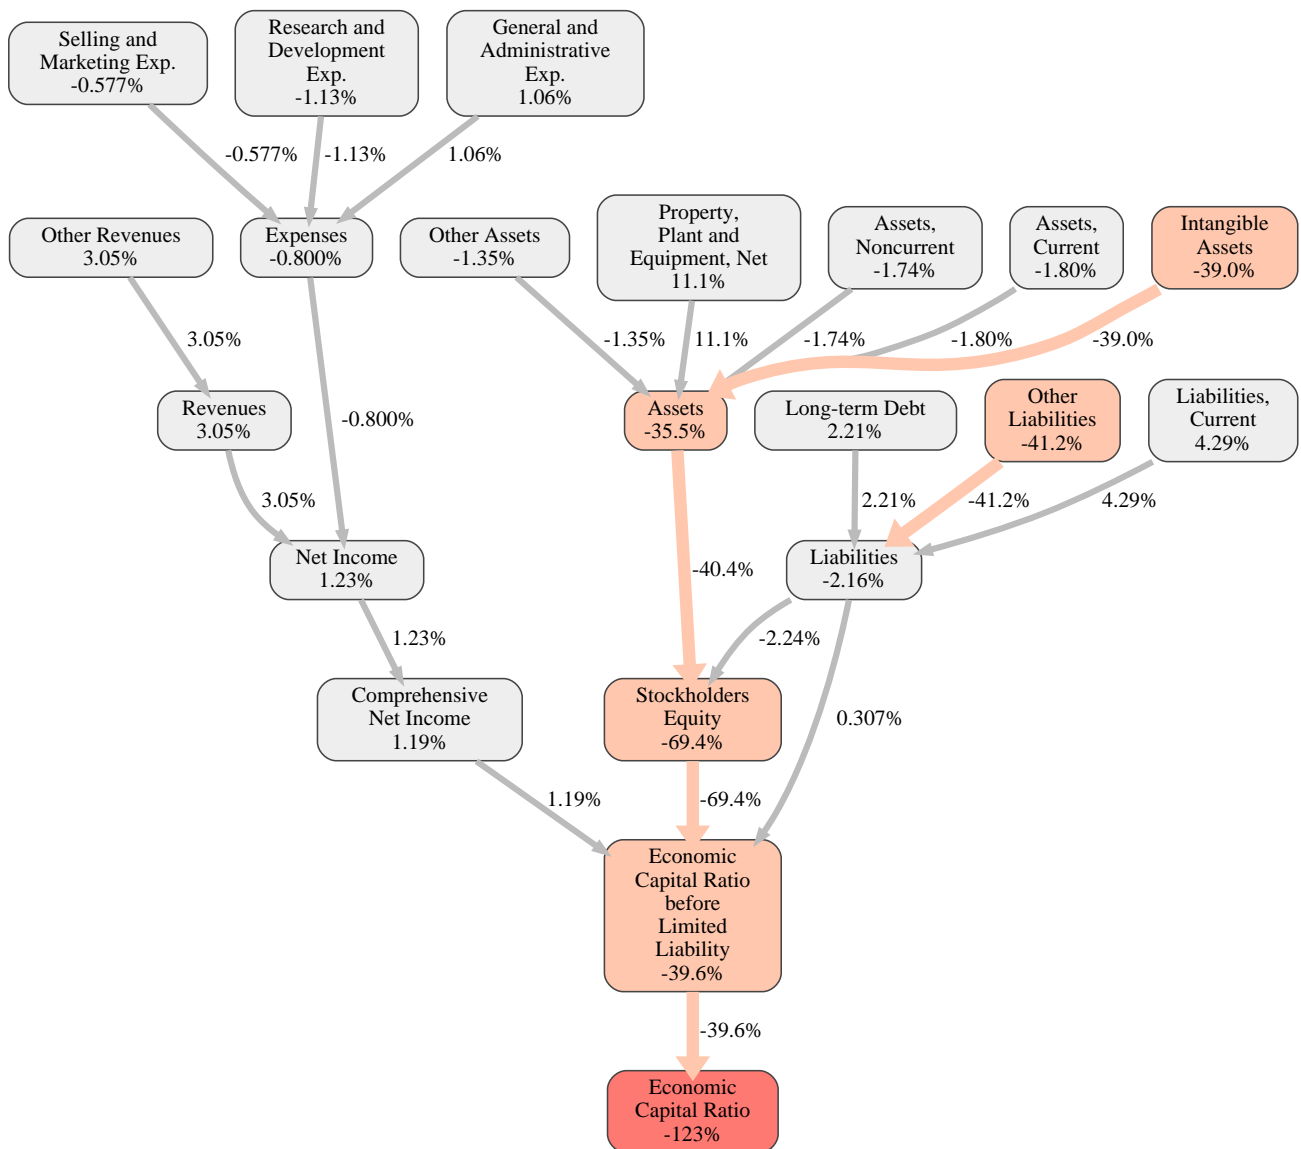 Selling and
Marketing Exp.
-0.577%
Research and
Development
Exp.
-1.13%
General and
Administrative
Exp.
1.06%
-0.577%
-1.13%
1.06%
Other Revenues
3.05%
Expenses
-0.800%
Other Assets
-1.35%
Property,
Plant and
Equipment, Net
11.1%
Assets,
Noncurrent
-1.74%
Assets,
Current
-1.80%
Intangible
Assets
-39.0%
3.05%
-1.35%
11.1%
-1.74%
-1.80%
-39.0%
Revenues
3.05%
-0.800%
Assets
-35.5%
Long-term Debt
2.21%
Other
Liabilities
-41.2%
Liabilities,
Current
4.29%
3.05%
2.21%
-41.2%
4.29%
Net Income
1.23%
-40.4%
Liabilities
-2.16%
1.23%
-2.24%
0.307%
Comprehensive
Net Income
1.19%
Stockholders
Equity
-69.4%
1.19%
-69.4%
Economic
Capital Ratio
before
Limited
Liability
-39.6%
-39.6%
Economic
Capital Ratio
-123%